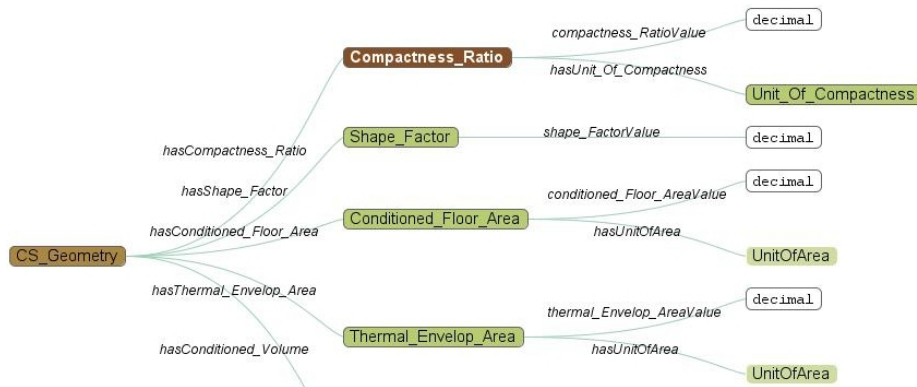 compactness_RatioValue
decimal
Compactness_Ratio
hasUnit_Of_Compactness
Unit_Of_Compactness
hasCompactness_Ratio
Shape_Factor
shape_FactorValue
decimal
hasShape_Factor
conditioned_Floor_AreaValue
decimal
hasConditioned_Floor_Area
Conditioned_Floor_Area
hasUnitOfArea
UnitOfArea
CS_Geometry
hasThermal_Envelop_Area
thermal_Envelop_AreaValue
decimal
Thermal_Envelop_Area
hasUnitOfArea
UnitOfArea
hasConditioned_Volume